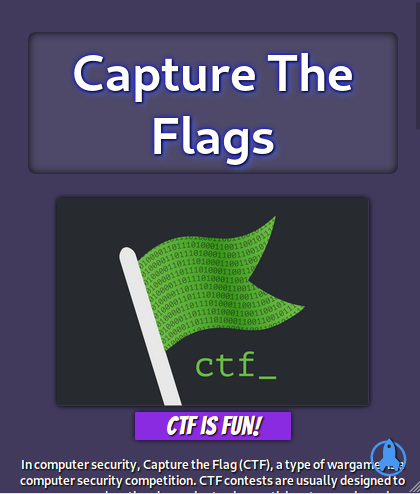 Capture The
Flags
ctf_
CTF IS FUN!
In computer security, Capture the Flag (CTF), a type of wargame, is a
computer security competition. CTF contests are usually designed to